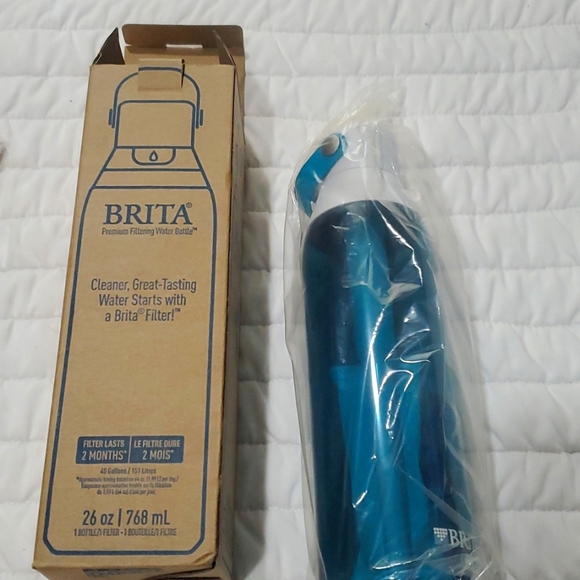 BRITA®
Premium Filtering Water Bottle™
Cleaner, Great-Tasting
Water Starts with
a Brita® Filter!™
FILTER LASTS
2 MONTHS*
LE FILTRE DURE
2 MOIS*
40 Gallons / 151 Liters
26 oz | 768 mL
1 BOTTLE/1 FILTER • 1 BOUTEILLE/1 FILTRE